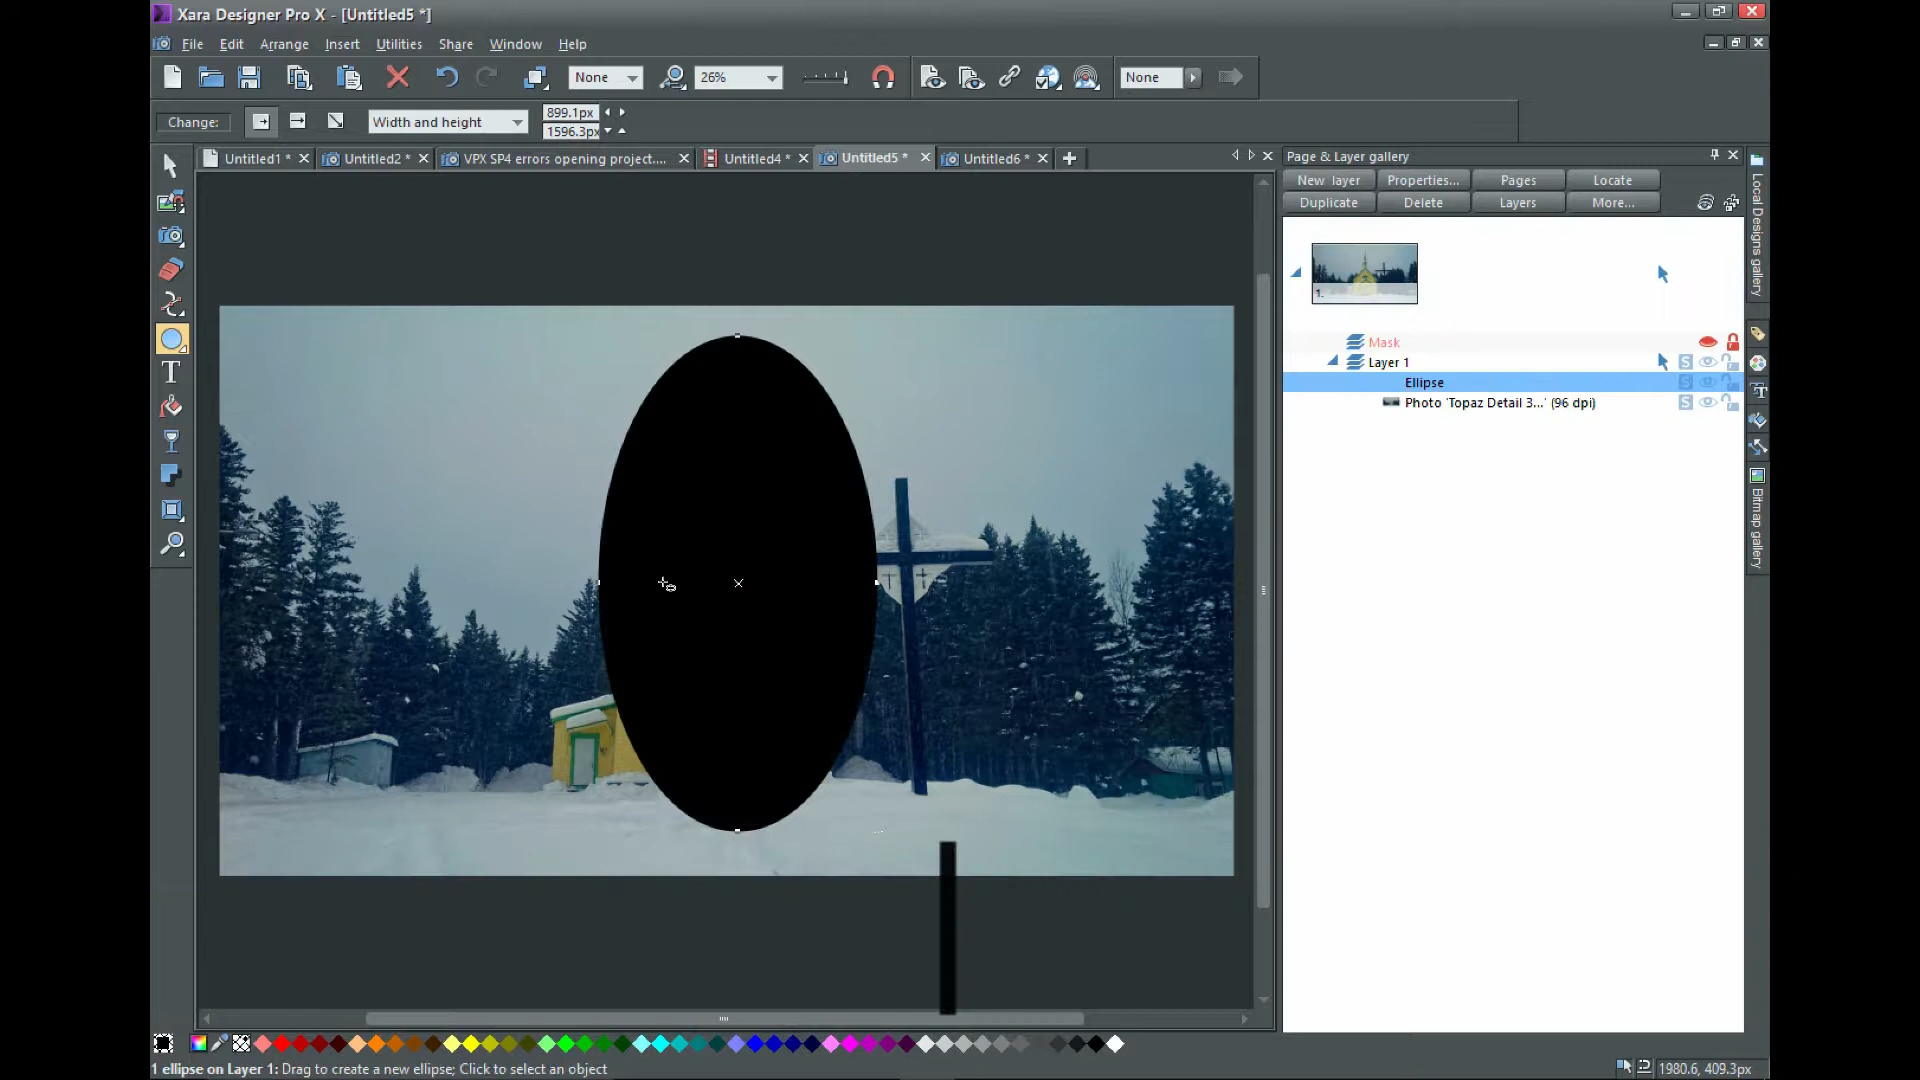 Xara Designer Pro X - [Untitled5 *]
File Edit Arrange Insert Utilities Share Window Help
None 26% None
Change: Width and height 899.1px
1596.3px
Untitled1 * Untitled2 * VPX SP4 errors opening project.... Untitled4 * Untitled5 * Untitled6 *
Page & Layer gallery
New layer Properties... Pages Locate
Duplicate Delete Layers More...
1.
Mask
Layer 1
Ellipse
Photo 'Topaz Detail 3...' (96 dpi)
Local Designs gallery
Bitmap gallery
1 ellipse on Layer 1: Drag to create a new ellipse; Click to select an object
1980.6, 409.3px